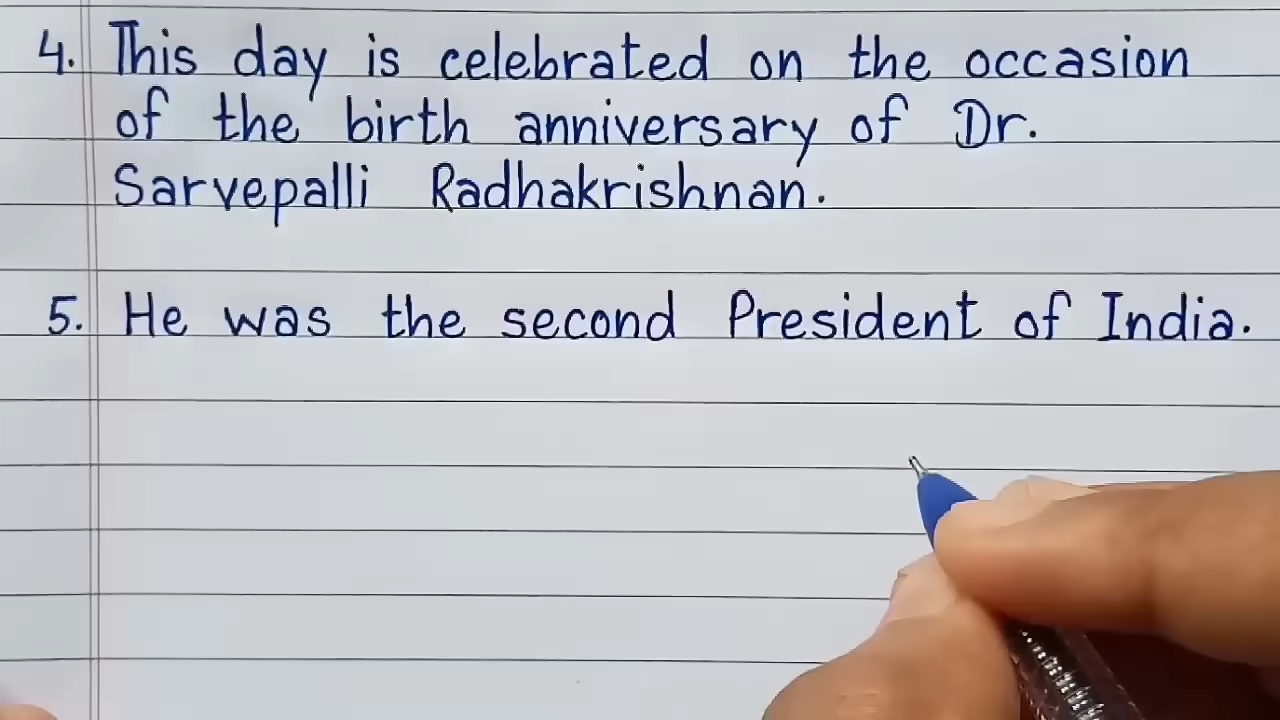 4. This day is celebrated on the occasion
of the birth anniversary of Dr.
Sarvepalli Radhakrishnan.
5. He was the second President of India.